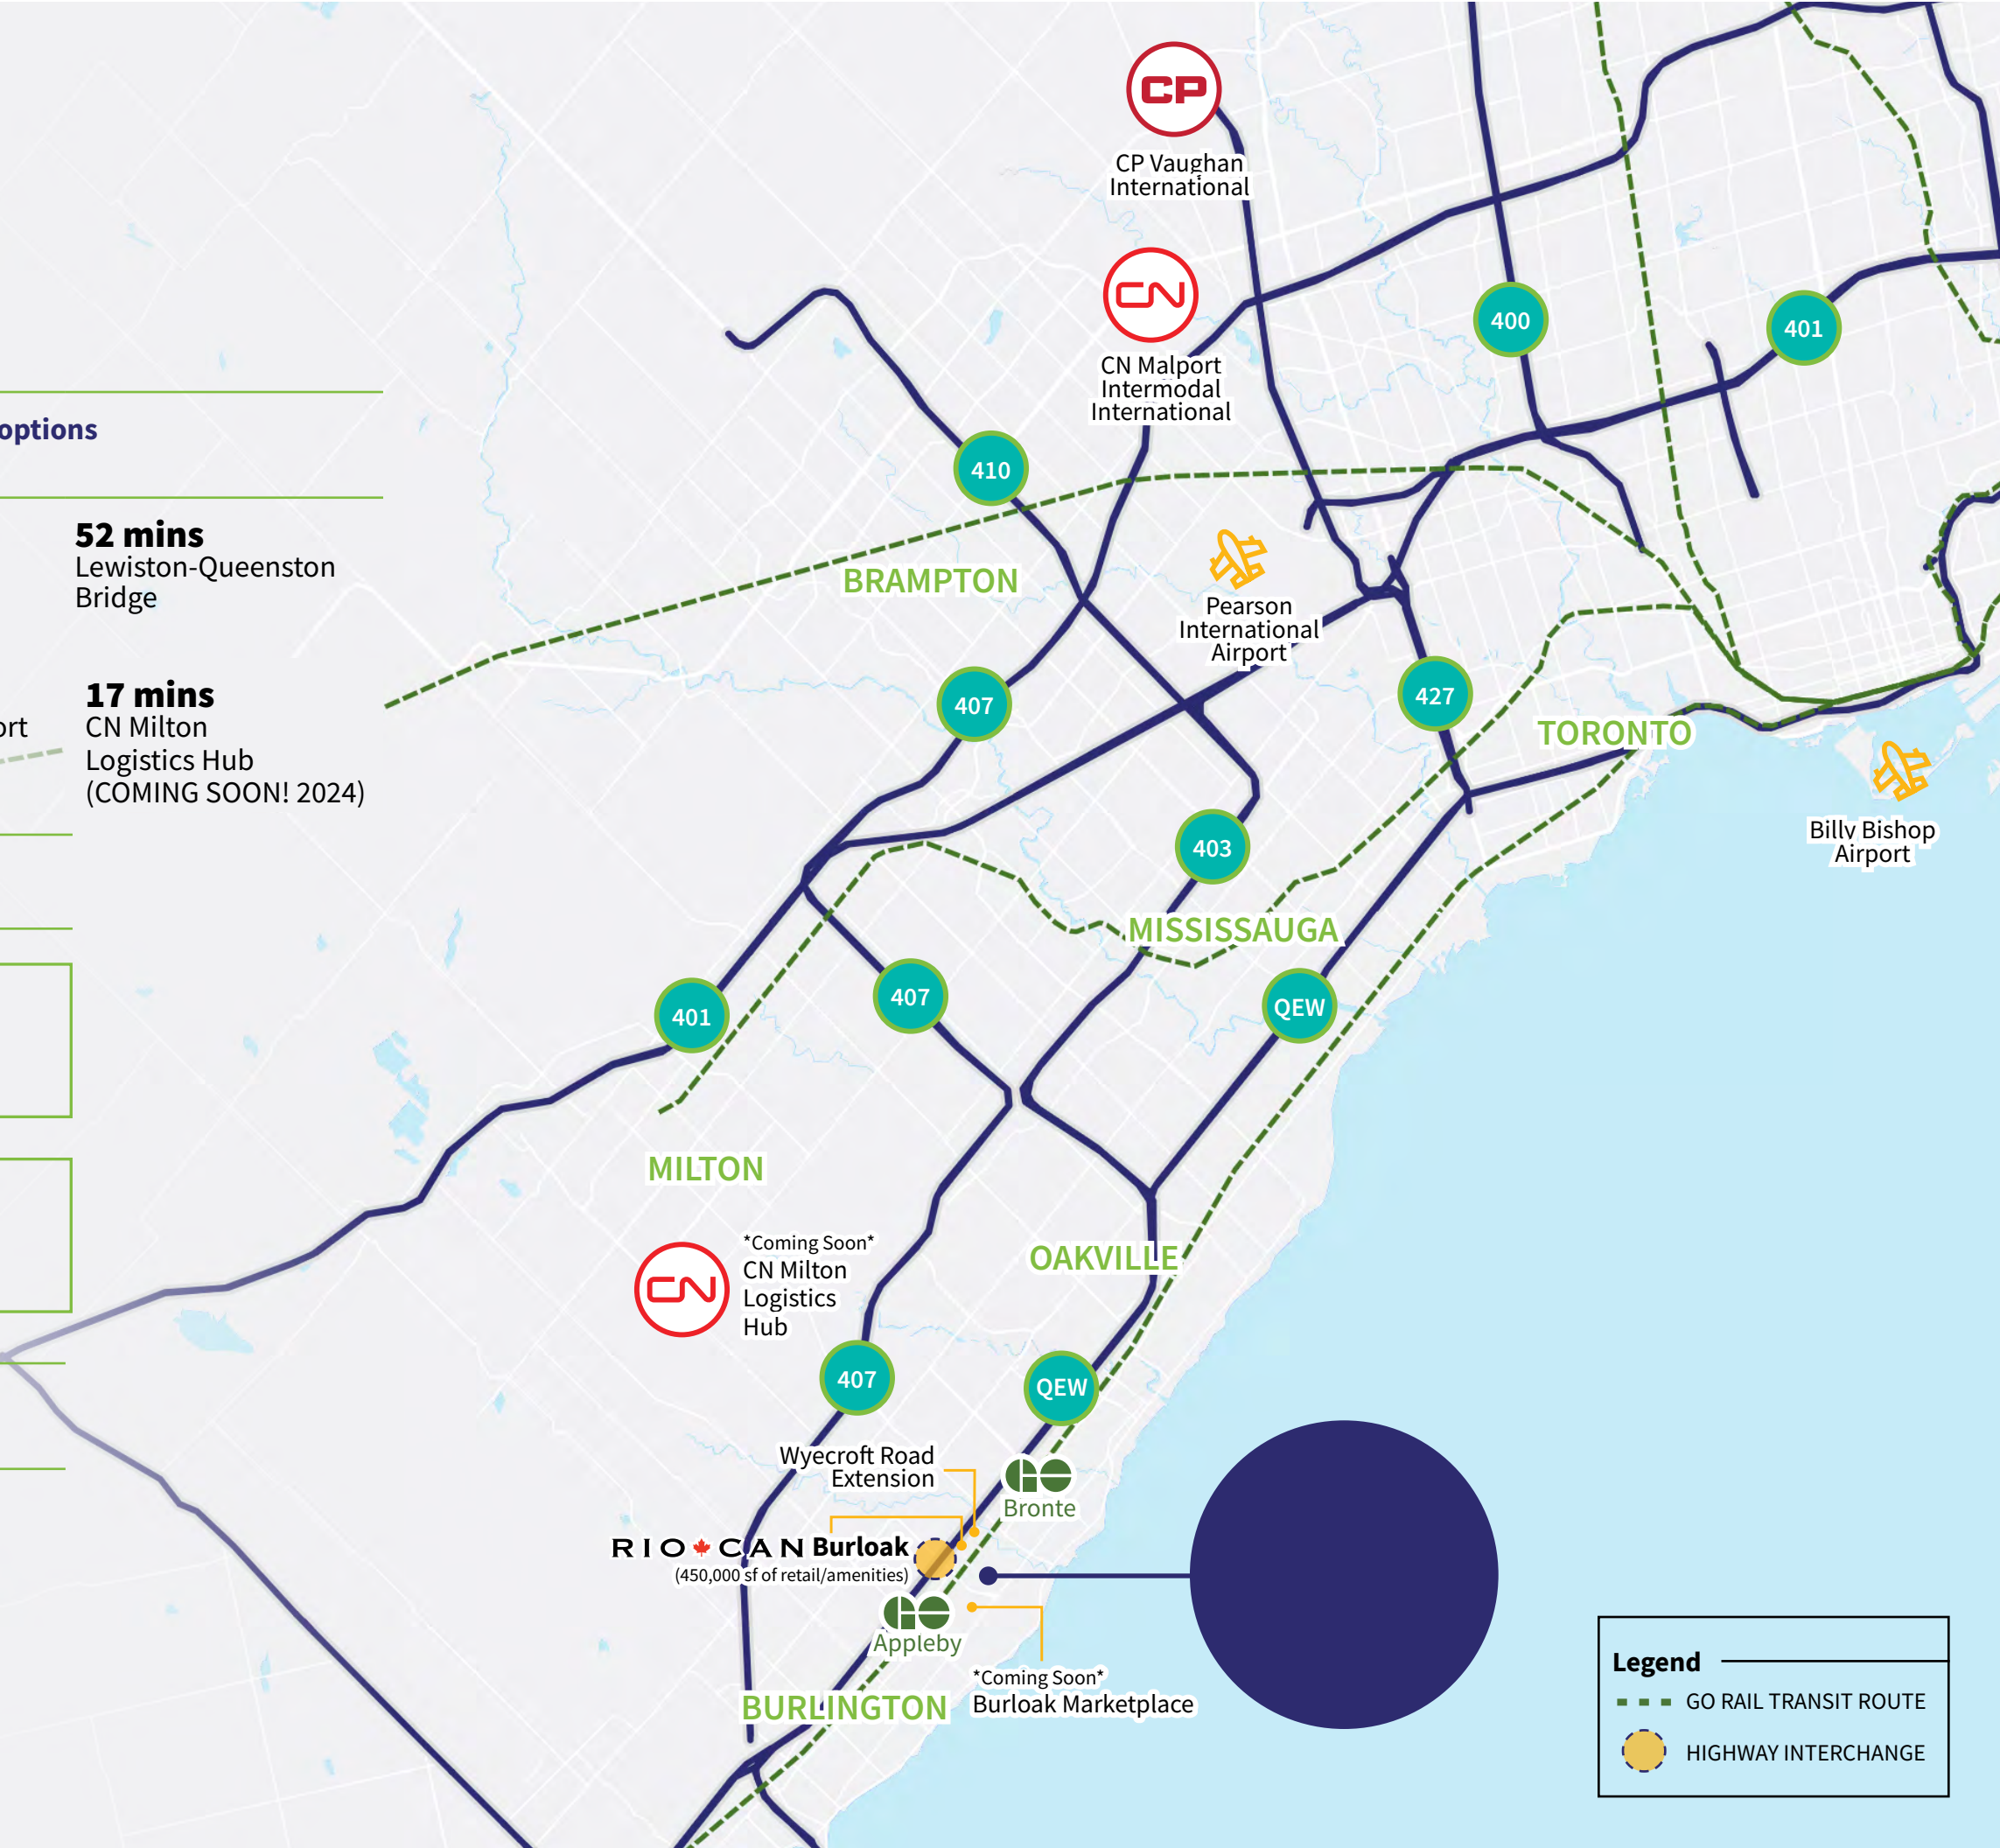 CP
CP Vaughan
International
CN
CN Malport
Intermodal
International
400
401
options
410
52 mins
Lewiston-Queenston
Bridge
BRAMPTON
Pearson
International
Airport
17 mins
ort
CN Milton
Logistics Hub
(COMING SOON! 2024)
407
427
TORONTO
403
Billy Bishop
Airport
MISSISSAUGA
401
407
QEW
MILTON
*Coming Soon*
CN
CN Milton
Logistics
Hub
OAKVILLE
407
QEW
Wyecroft Road
Extension
Bronte
RIO CAN Burloak
(450,000 sf of retail/amenities)
Appleby
*Coming Soon*
Burloak Marketplace
BURLINGTON
Legend
GO RAIL TRANSIT ROUTE
HIGHWAY INTERCHANGE